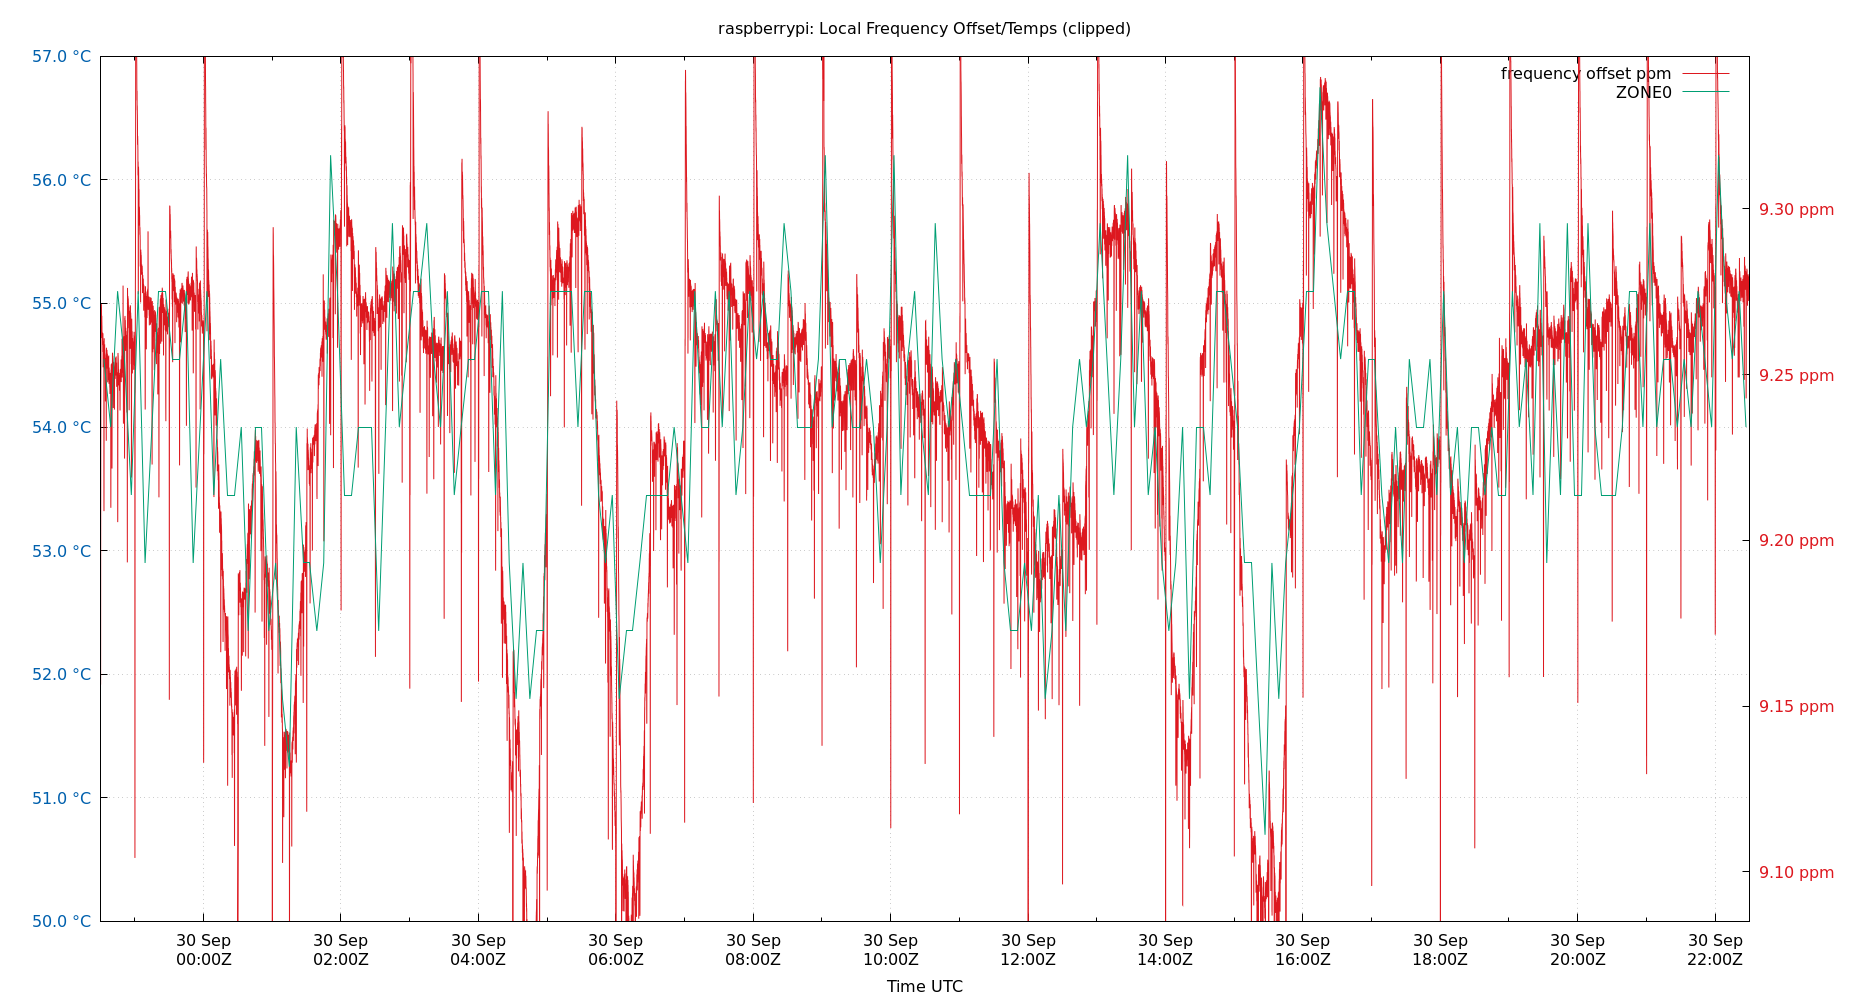 raspberrypi: Local Frequency Offset/Temps (clipped)
frequency offset ppm
ZONE0
57.0 °C
56.0 °C
55.0 °C
54.0 °C
53.0 °C
52.0 °C
51.0 °C
50.0 °C
9.30 ppm
9.25 ppm
9.20 ppm
9.15 ppm
9.10 ppm
30 Sep 30 Sep 30 Sep 30 Sep 30 Sep 30 Sep 30 Sep 30 Sep 30 Sep 30 Sep 30 Sep 30 Sep
00:00Z 02:00Z 04:00Z 06:00Z 08:00Z 10:00Z 12:00Z 14:00Z 16:00Z 18:00Z 20:00Z 22:00Z
Time UTC